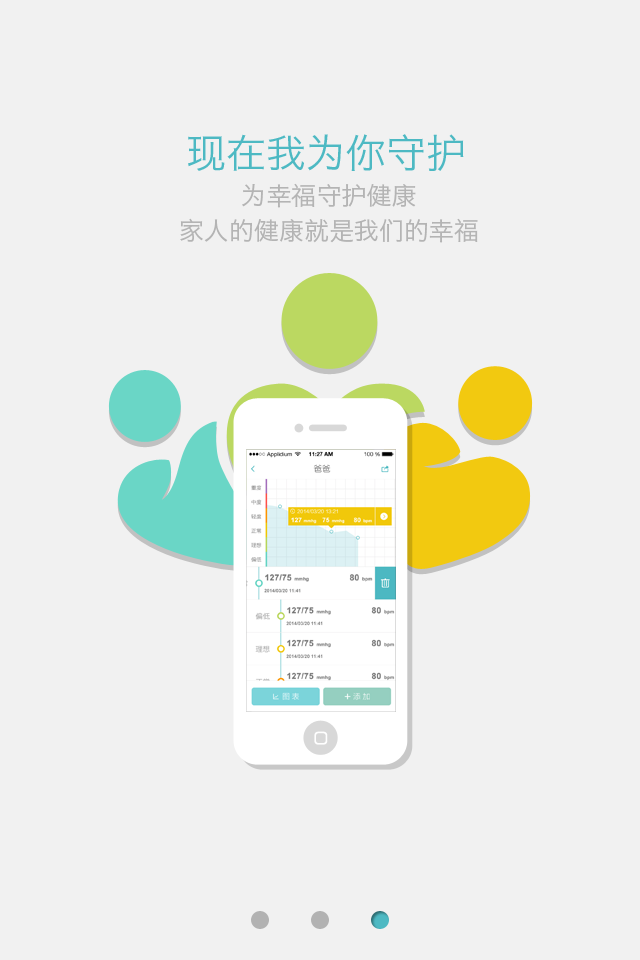 现在我为你守护
为幸福守护健康
家人的健康就是我们的幸福
Applidium 11:27 AM 100 %
爸爸
重度
中度
轻度
正常
理想
偏低
2014/03/20 12:21
127 mmhg 75 mmhg 80 bpm
127/75 mmhg 80 bpm
2014/03/20 11:41
偏低 127/75 mmhg 80 bpm
2014/03/20 11:41
理想 127/75 mmhg 80 bpm
2014/03/20 11:41
127/75 mmhg 80 bpm
图表 添加